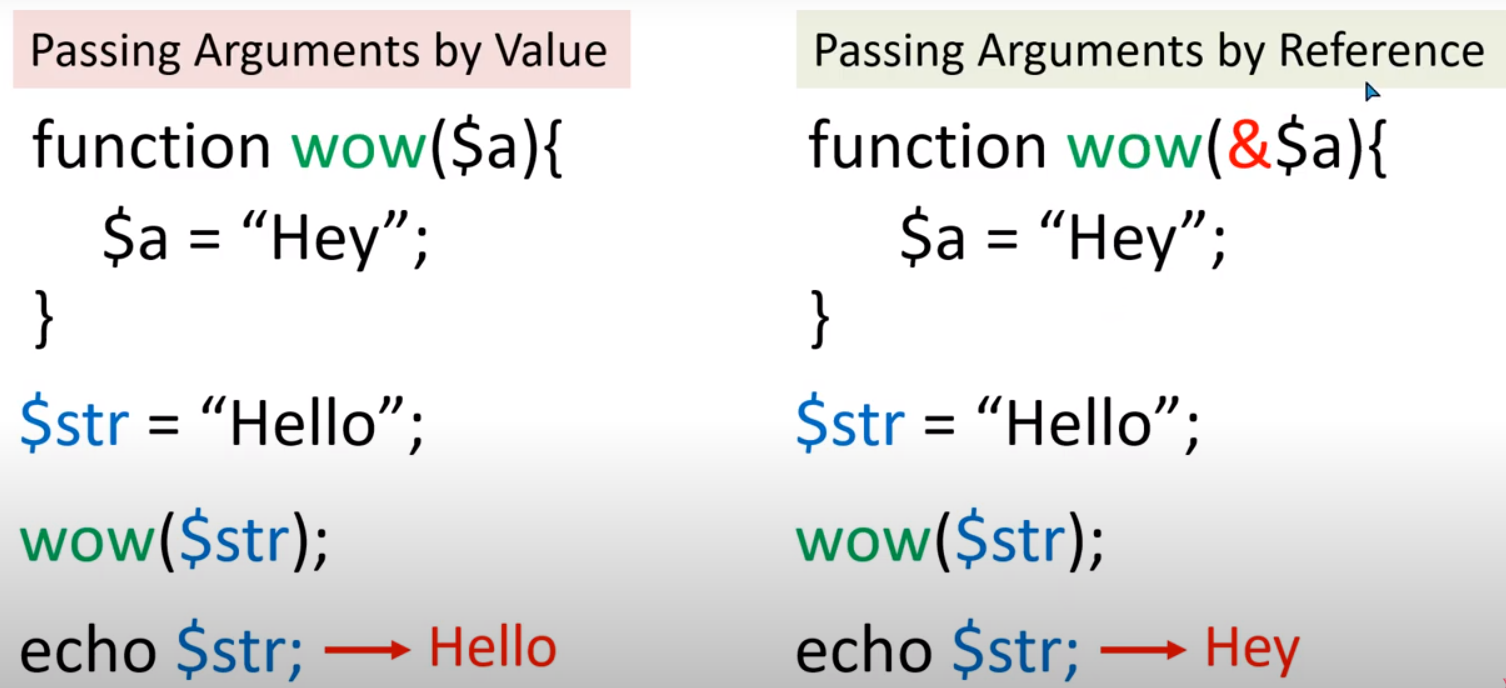 Passing Arguments by Value
function wow($a){
$a = “Hey”;
}
$str = “Hello”;
wow($str);
echo $str; → Hello
Passing Arguments by Reference
function wow(&$a){
$a = “Hey”;
}
$str = “Hello”;
wow($str);
echo $str; → Hey